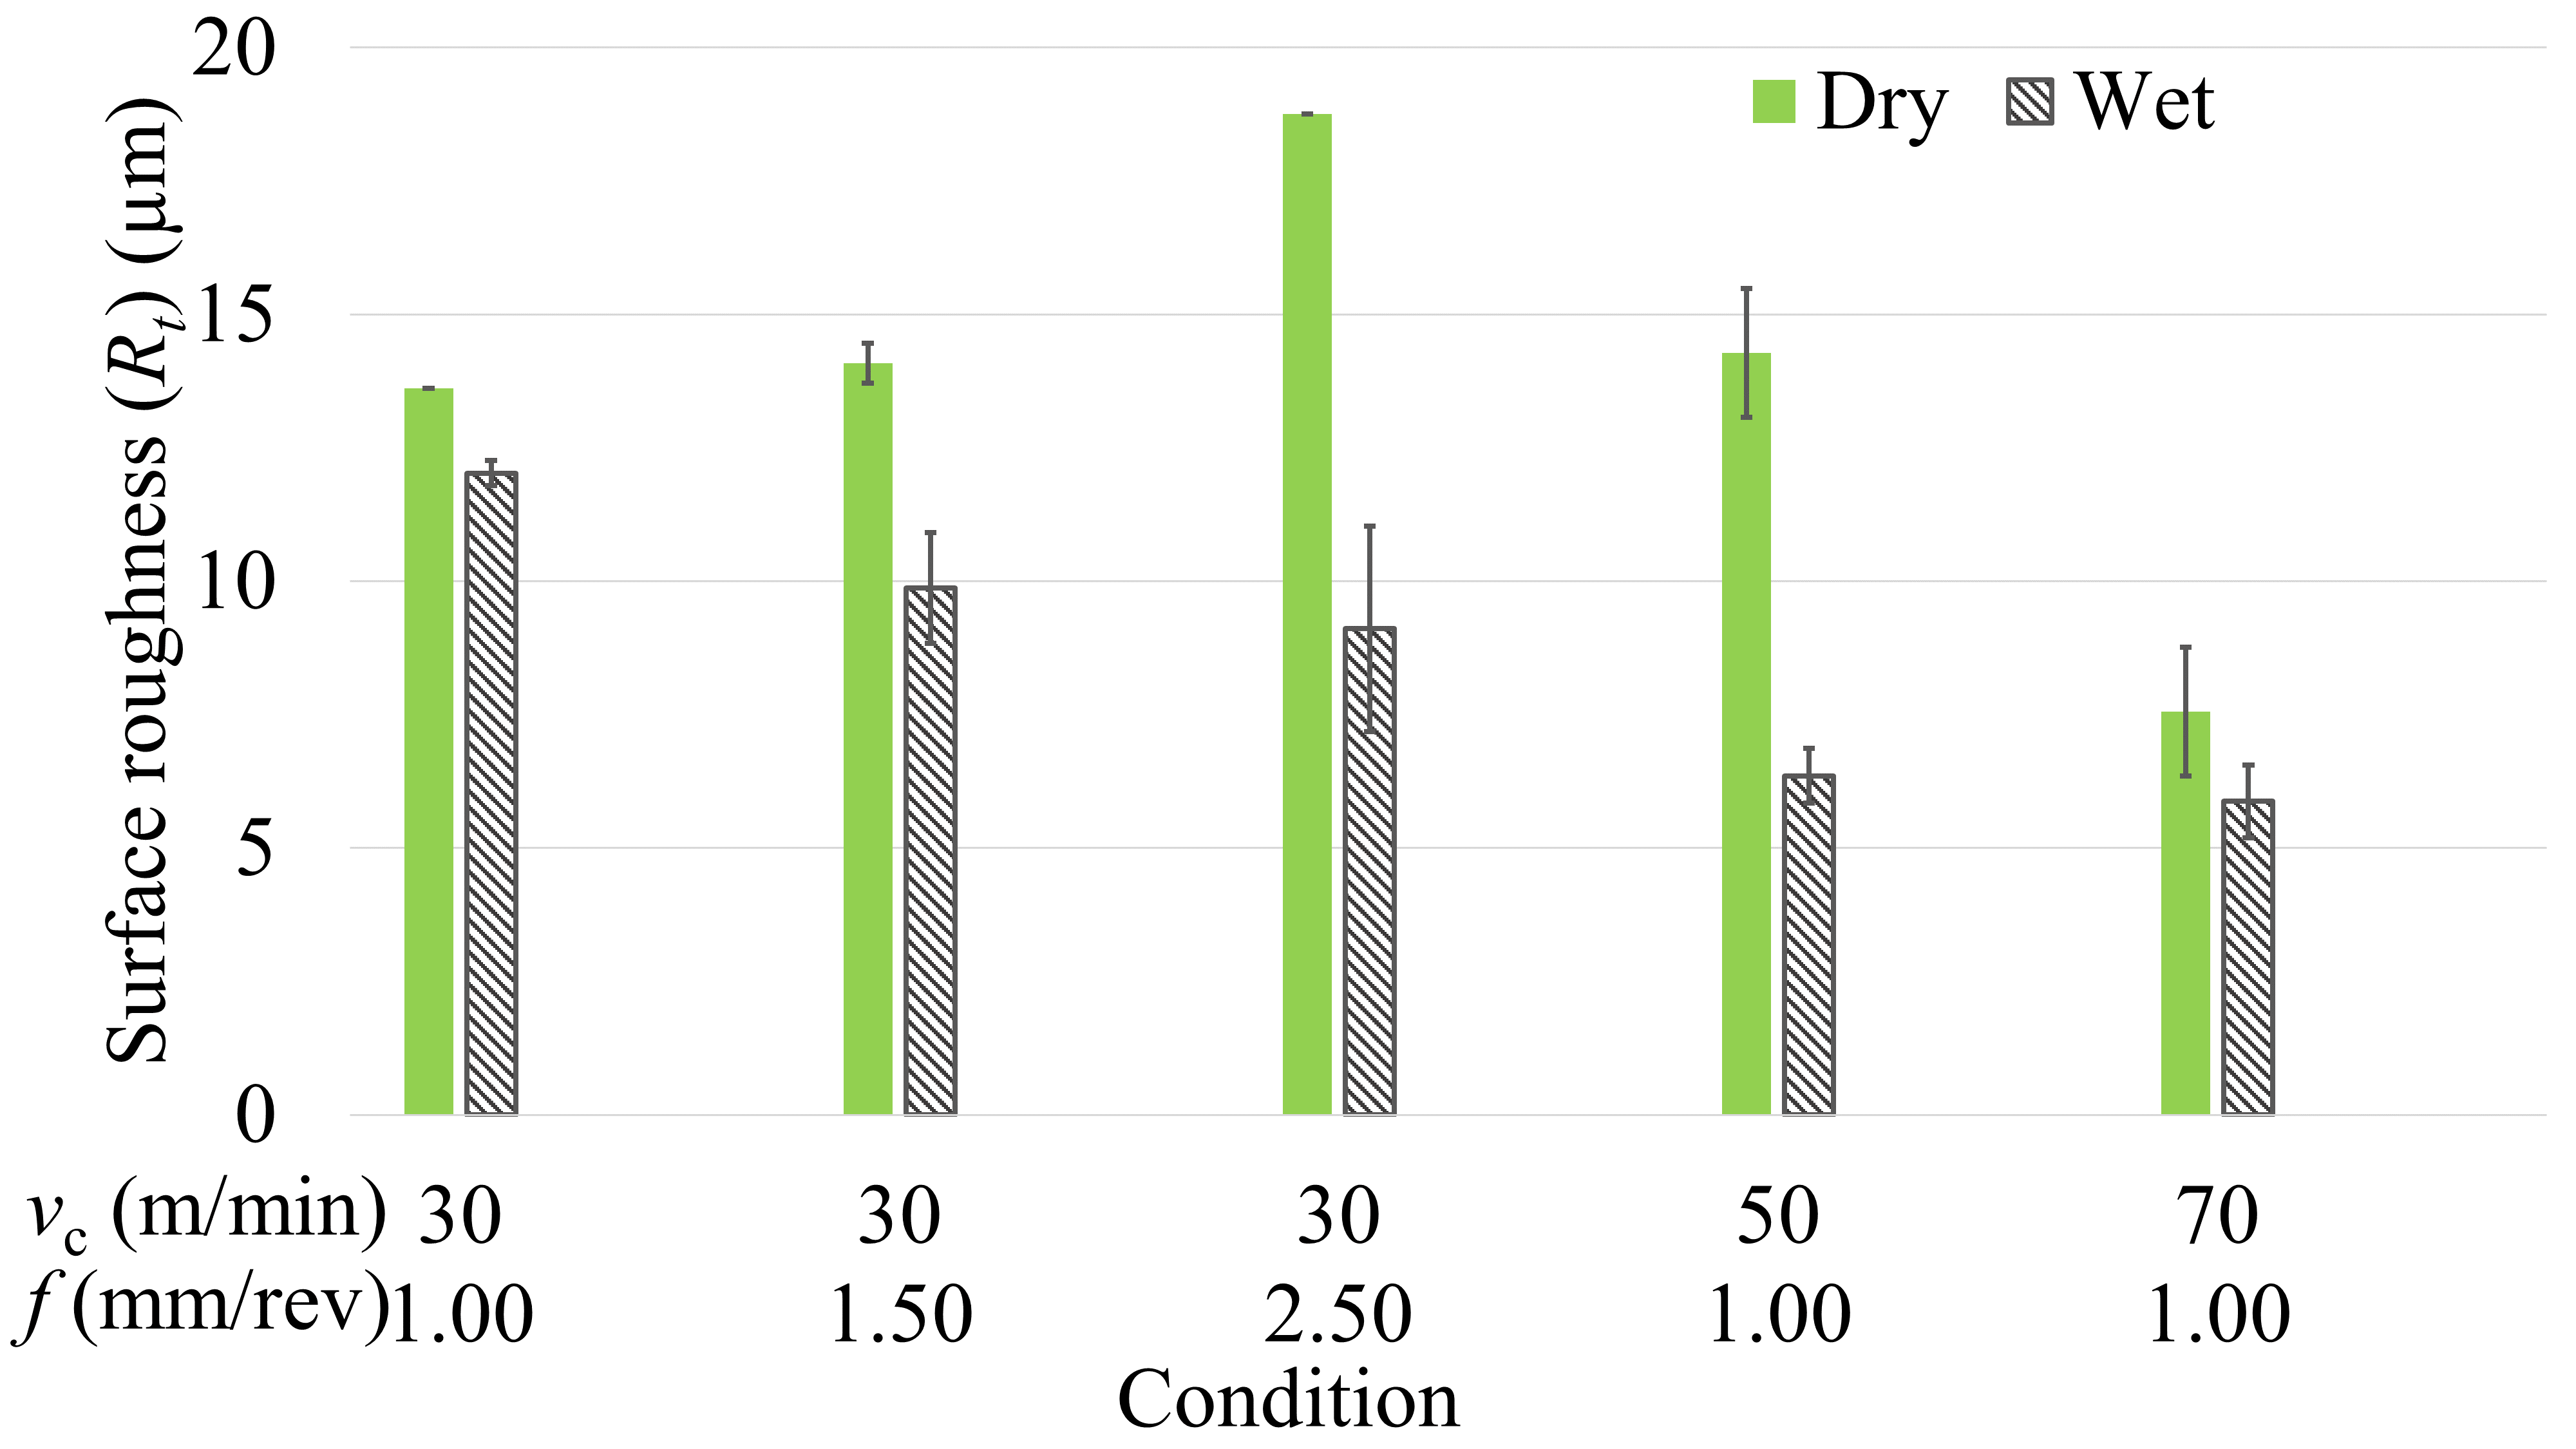 Surface roughness (Rt) (μm)
20
15
10
5
0
Dry Wet
vc (m/min) 30 30 30 50 70
f (mm/rev) 1.00 1.50 2.50 1.00 1.00
Condition